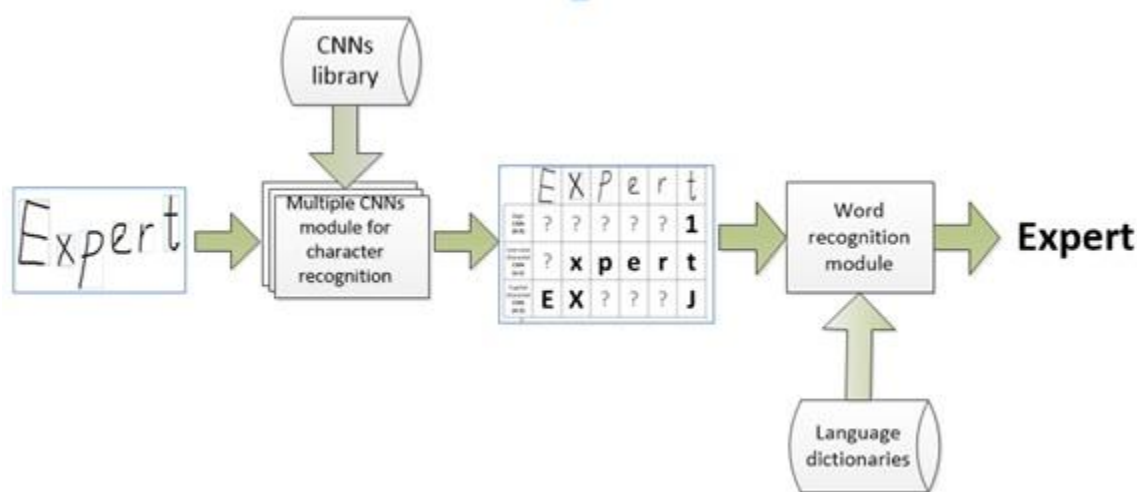 CNNs
library
Expert
Multiple CNNs
module for
character
recognition
E X p e r t
? ? ? ? ? 1
? x p e r t
E X ? ? ? J
Word
recognition
module
Expert
Language
dictionaries